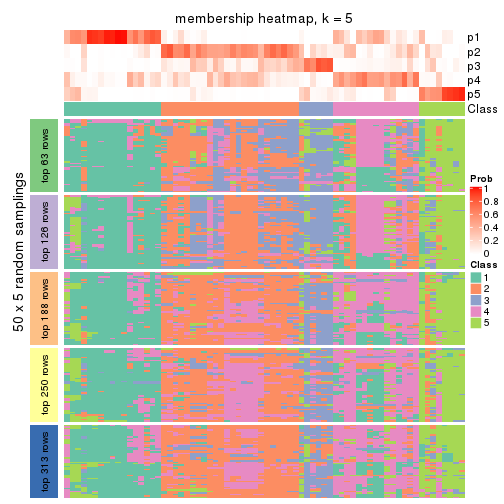 membership heatmap, k = 5
p1
p2
p3
p4
p5
Class
50 x 5 random samplings
top 63 rows
top 126 rows
top 188 rows
top 250 rows
top 313 rows
Prob
1
0.8
0.6
0.4
0.2
0
Class
1
2
3
4
5